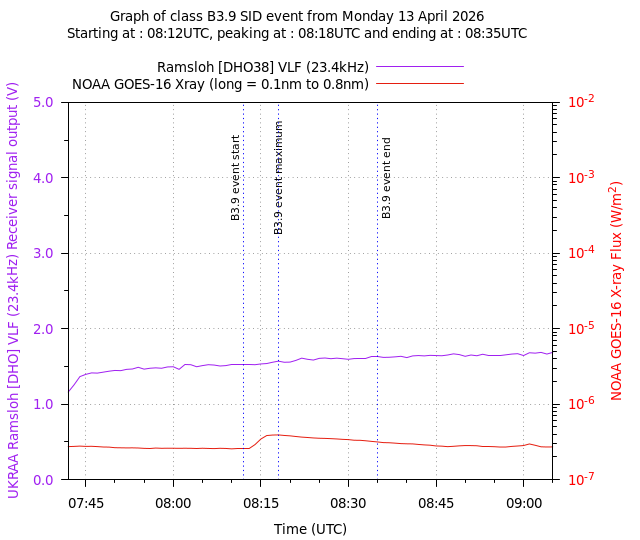 Graph of class B3.9 SID event from Monday 13 April 2026
Starting at : 08:12UTC, peaking at : 08:18UTC and ending at : 08:35UTC
Ramsloh [DHO38] VLF (23.4kHz)
NOAA GOES-16 Xray (long = 0.1nm to 0.8nm)
UKRAA Ramsloh [DHO] VLF (23.4kHz) Receiver signal output (V)
5.0
4.0
3.0
2.0
1.0
0.0
B3.9 event start
B3.9 event maximum
B3.9 event end
10-2
10-3
10-4
10-5
10-6
10-7
NOAA GOES-16 X-ray Flux (W/m2)
07:45 08:00 08:15 08:30 08:45 09:00
Time (UTC)